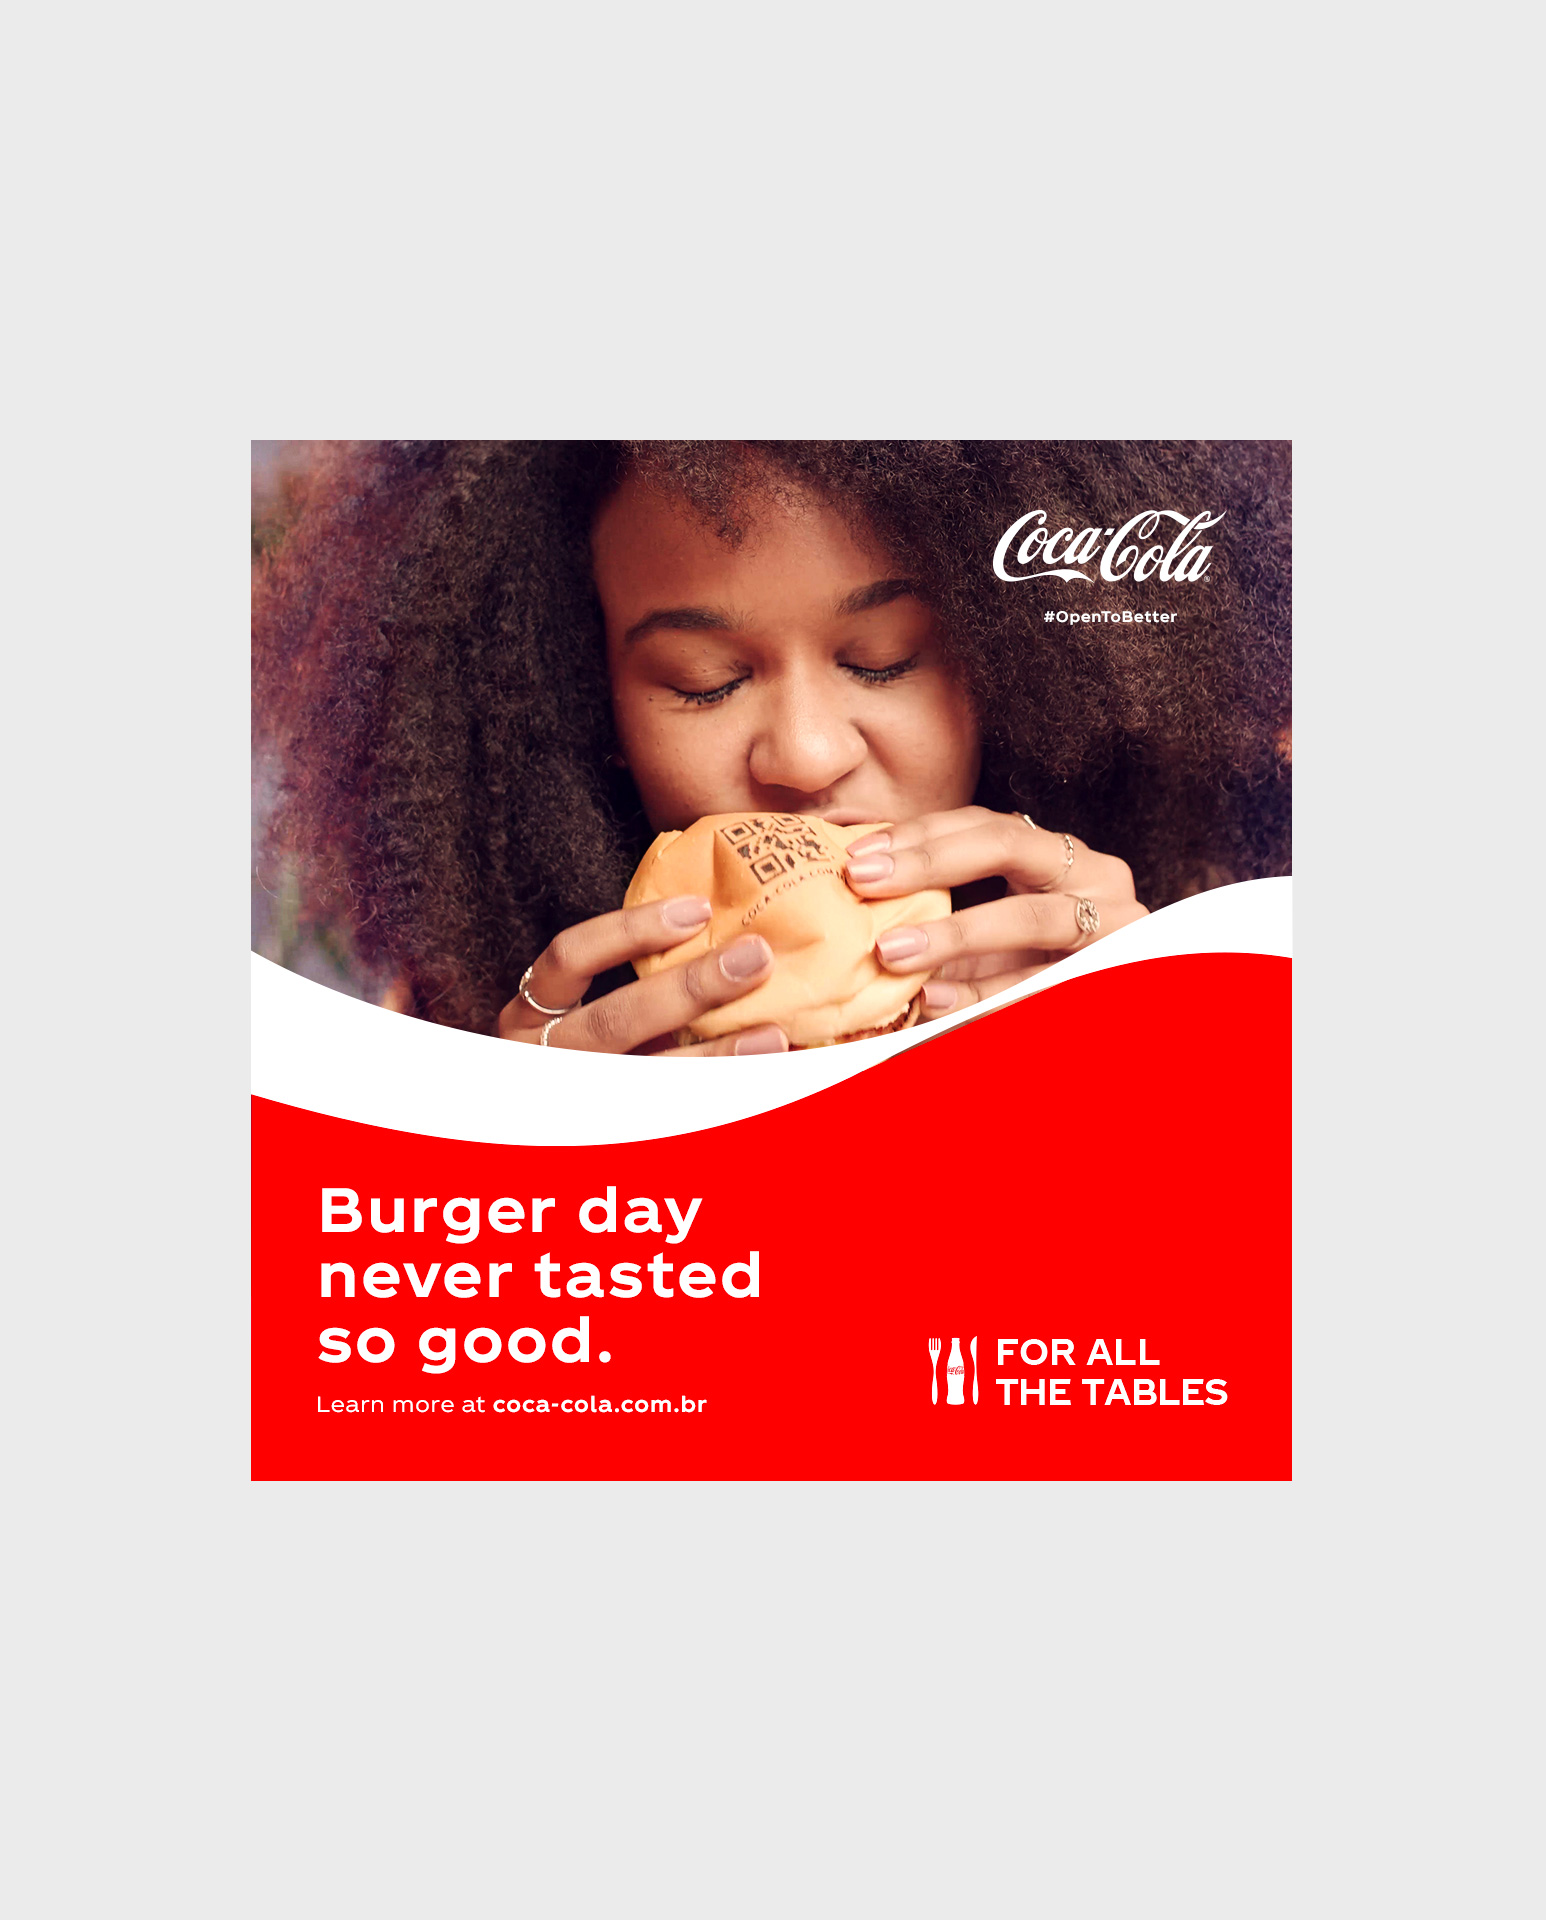 Coca-Cola
#OpenToBetter
Burger day
never tasted
so good.
Learn more at coca-cola.com.br
FOR ALL
THE TABLES